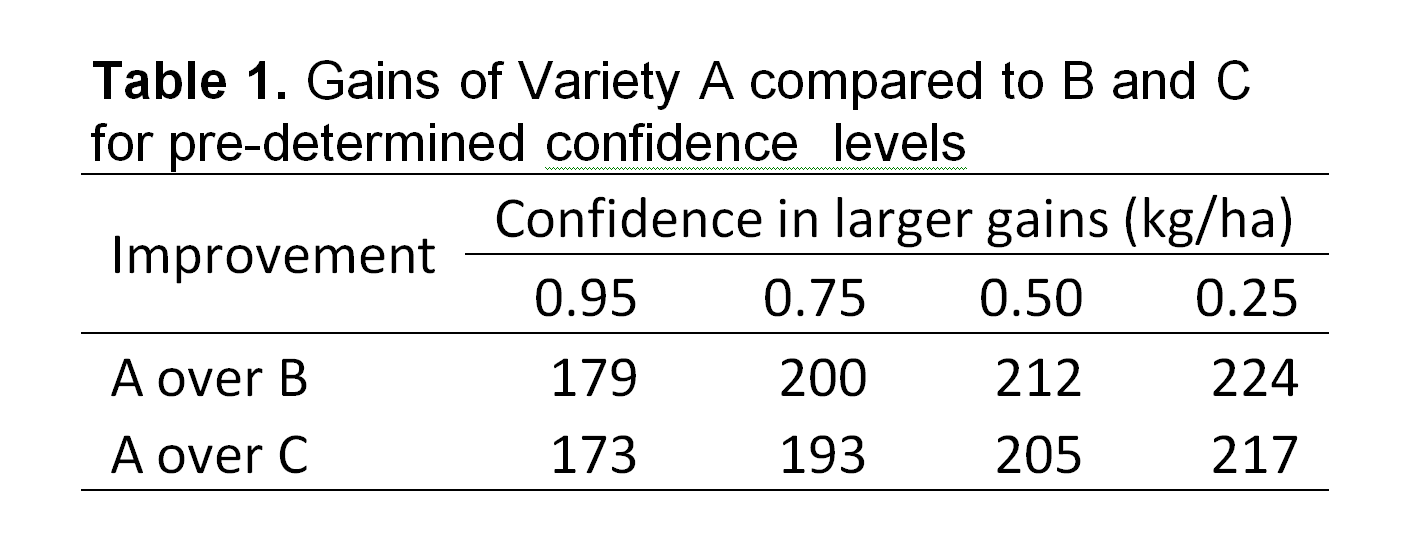 Table 1. Gains of Variety A compared to B and C
for pre-determined confidence levels
Improvement
Confidence in larger gains (kg/ha)
0.95 0.75 0.50 0.25
A over B 179 200 212 224
A over C 173 193 205 217